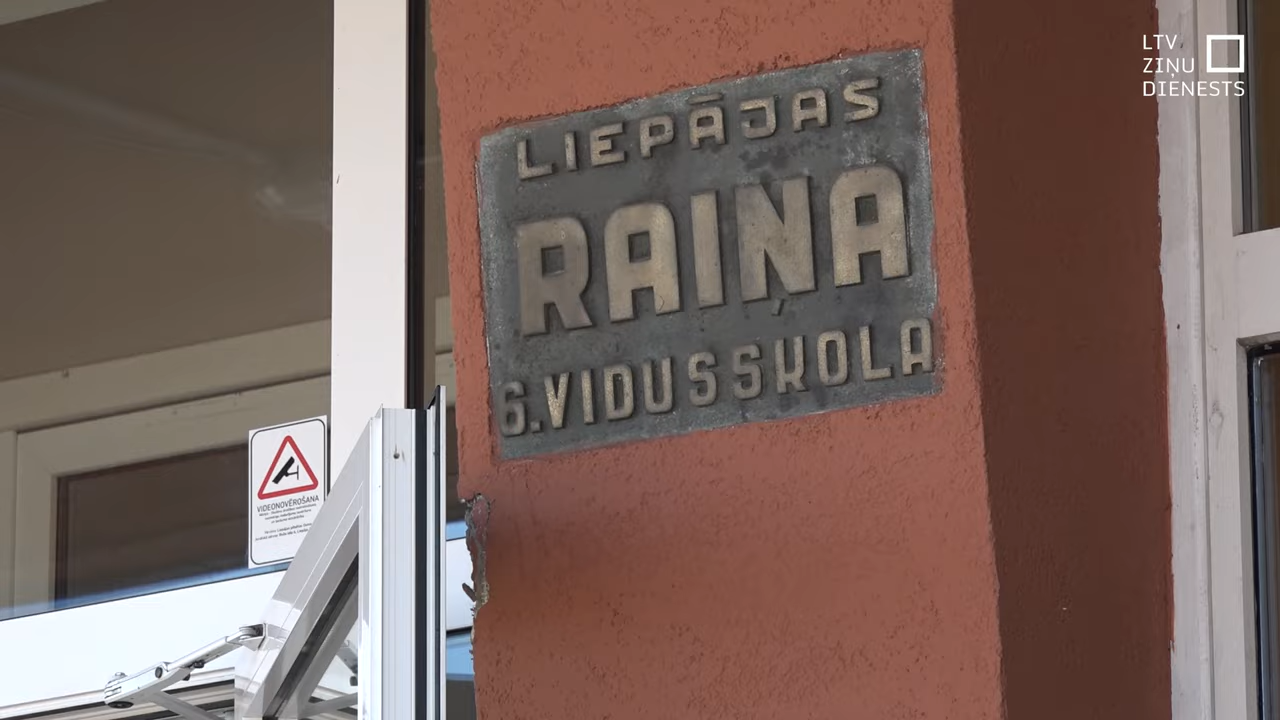 LTV
ZIŅU
DIENESTS
LIEPĀJAS
RAIŅA
6. VIDUSSKOLA
VIDEONOVĒROŠANA